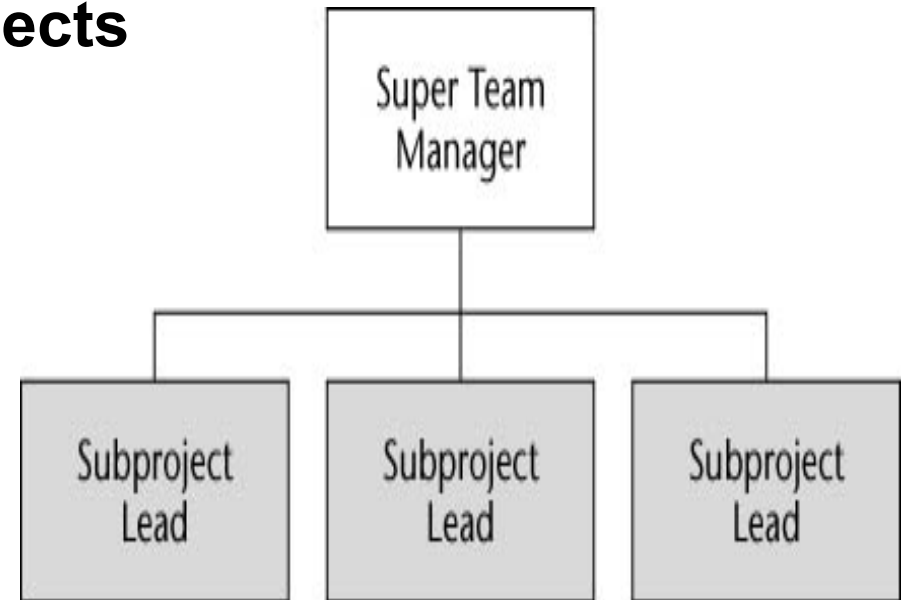 ects
Super Team
Manager
Subproject
Lead
Subproject
Lead
Subproject
Lead